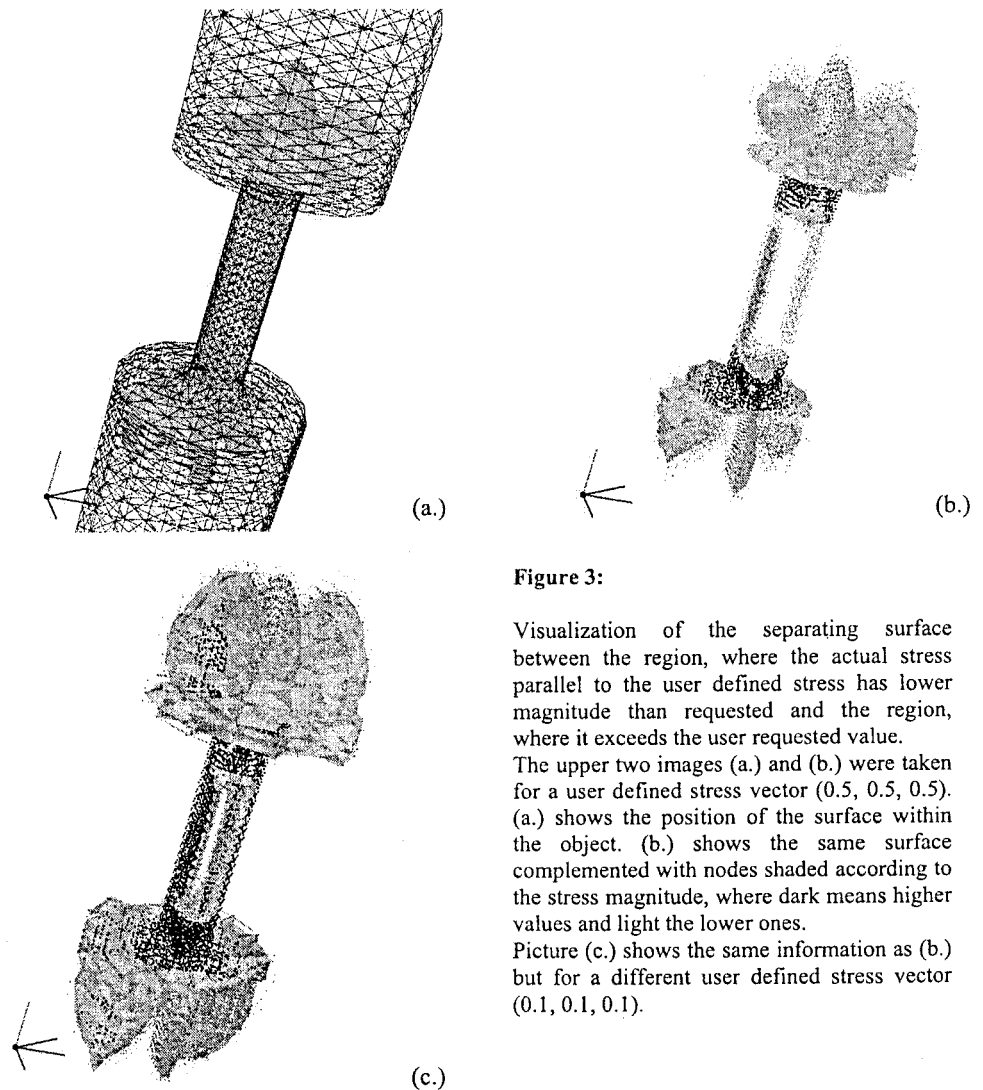 (a.)
(b.)
(c.)
Figure 3:
Visualization of the separating surface
between the region, where the actual stress
parallel to the user defined stress has lower
magnitude than requested and the region,
where it exceeds the user requested value.
The upper two images (a.) and (b.) were taken
for a user defined stress vector (0.5, 0.5, 0.5).
(a.) shows the position of the surface within
the object. (b.) shows the same surface
complemented with nodes shaded according to
the stress magnitude, where dark means higher
values and light the lower ones.
Picture (c.) shows the same information as (b.)
but for a different user defined stress vector
(0.1, 0.1, 0.1).